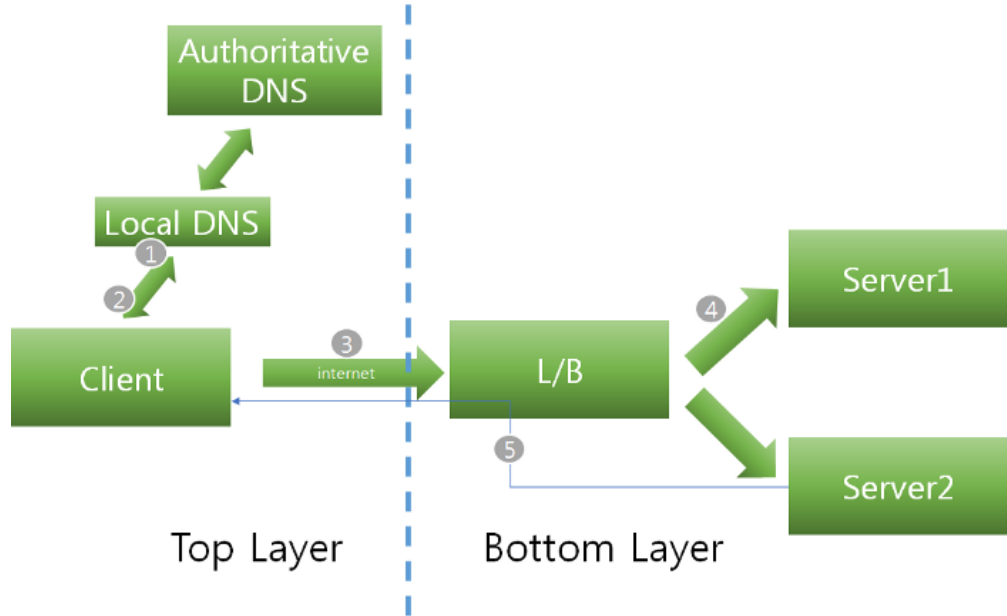 Authoritative
DNS
Local DNS
1
2
Client
3
internet
L/B
4
Server1
5
Server2
Top Layer
Bottom Layer